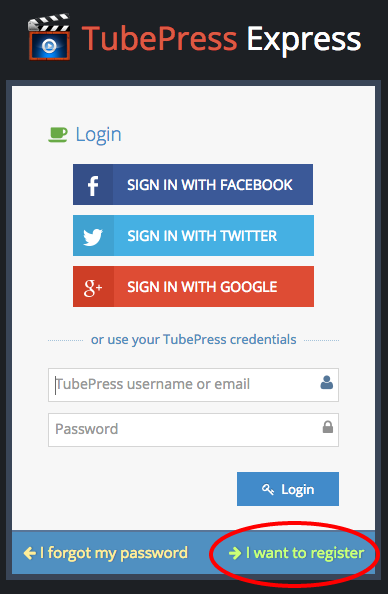 TubePress Express
Login
SIGN IN WITH FACEBOOK
SIGN IN WITH TWITTER
g+ SIGN IN WITH GOOGLE
or use your TubePress credentials
TubePress username or email
Password
Login
I forgot my password
I want to register